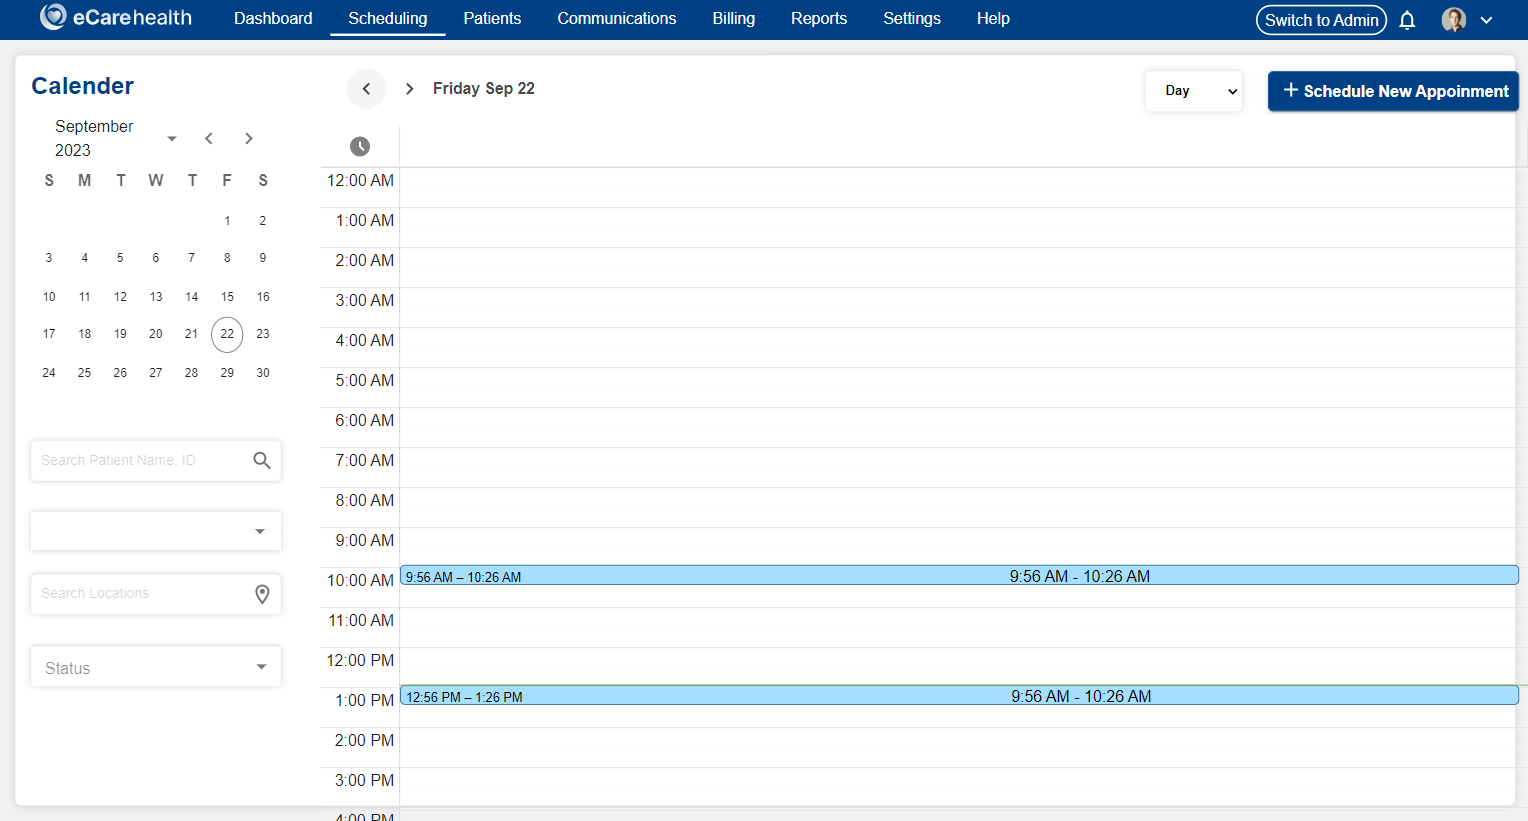 eCarehealth Dashboard Scheduling Patients Communications Billing Reports Settings Help Switch to Admin
Calender
September
2023
S M T W T F S
1 2
3 4 5 6 7 8 9
10 11 12 13 14 15 16
17 18 19 20 21 22 23
24 25 26 27 28 29 30
Search Patient Name, ID
Search Locations
Status
Friday Sep 22
Day
+ Schedule New Appoinment
12:00 AM
1:00 AM
2:00 AM
3:00 AM
4:00 AM
5:00 AM
6:00 AM
7:00 AM
8:00 AM
9:00 AM
10:00 AM 9:56 AM – 10:26 AM 9:56 AM - 10:26 AM
11:00 AM
12:00 PM
1:00 PM 12:56 PM – 1:26 PM 9:56 AM - 10:26 AM
2:00 PM
3:00 PM
4:00 PM